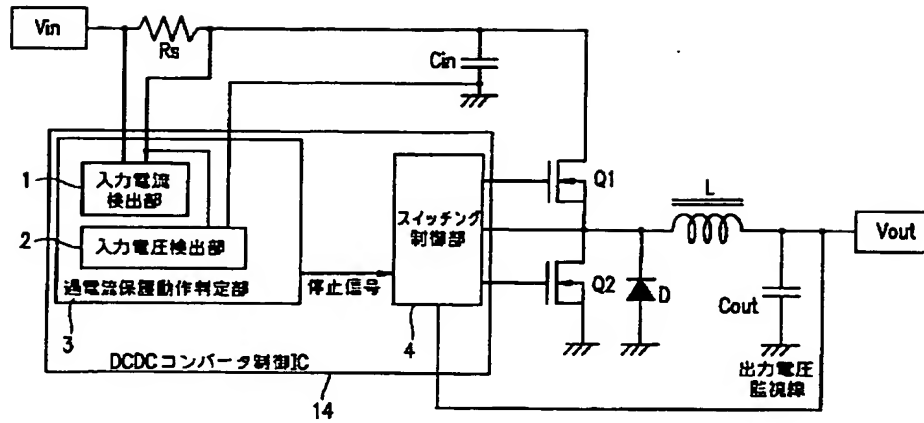 Vin
Rs
Cin
1
入力電流
検出部
2
入力電圧検出部
過電流保護動作判定部
3
停止信号
スイッチング
制御部
4
DCDCコンバータ制御IC
14
Q1
Q2
D
L
Cout
Vout
出力電圧
監視線